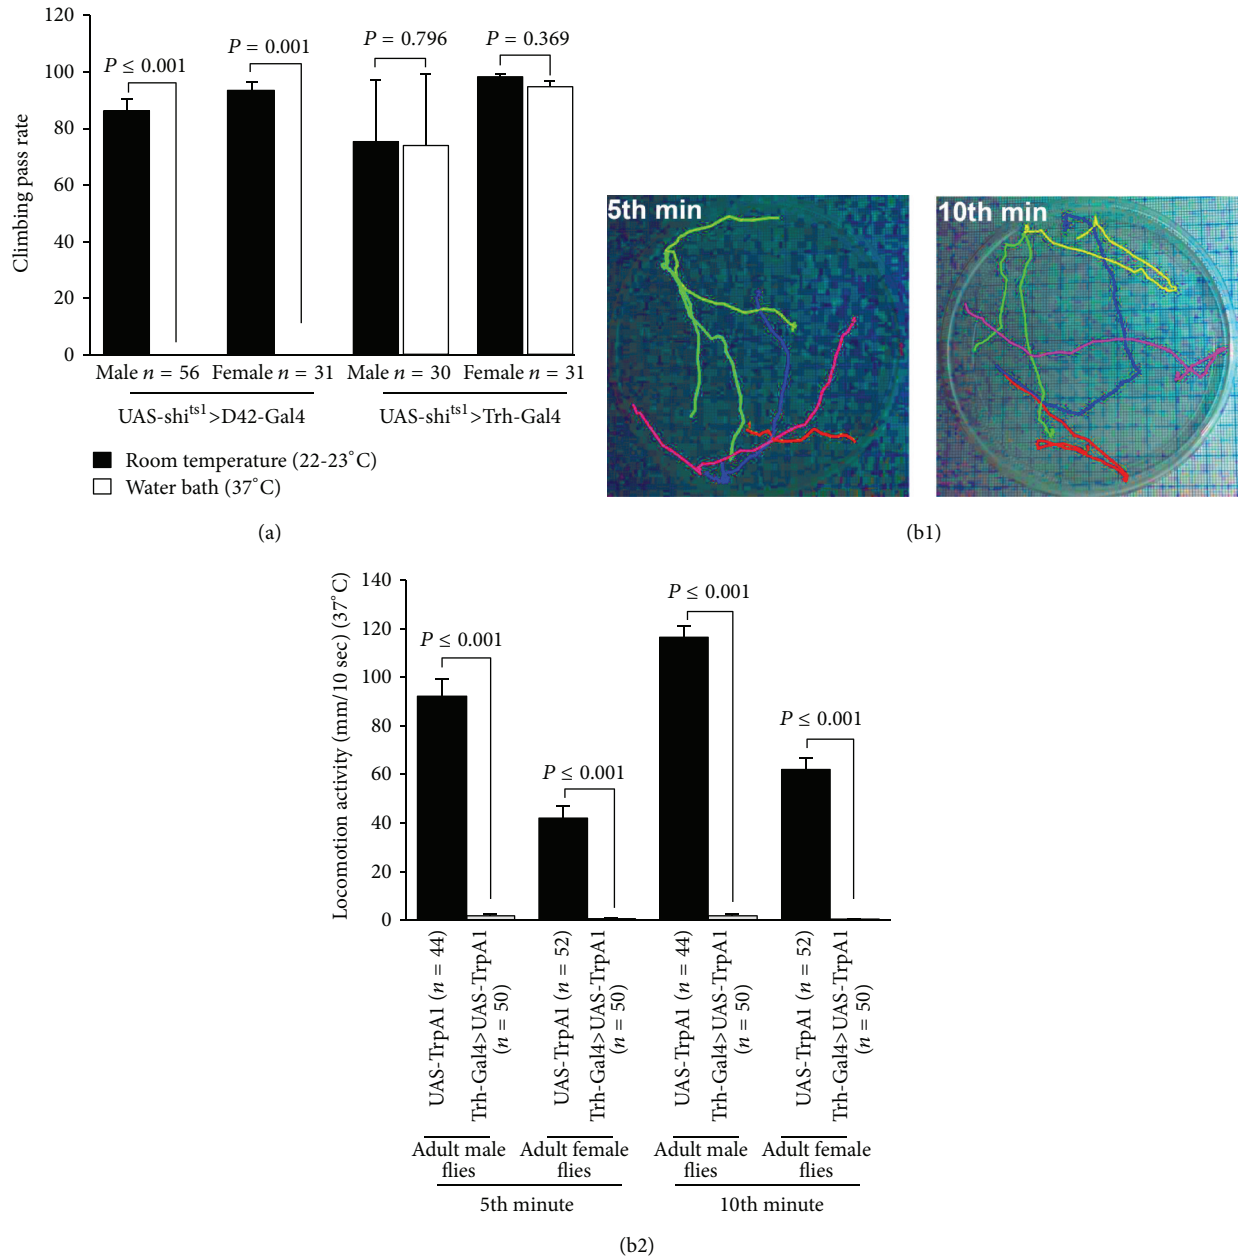 120
100
80
60
40
20
0
Climbing pass rate
P ≤ 0.001
P = 0.001
P = 0.796
P = 0.369
Male n = 56 Female n = 31 Male n = 30 Female n = 31
UAS-shi^ts1>D42-Gal4 UAS-shi^ts1>Trh-Gal4
Room temperature (22-23°C)
Water bath (37°C)
(a)
5th min
10th min
(b1)
140
120
100
80
60
40
20
0
Locomotion activity (mm/10 sec) (37°C)
P ≤ 0.001
P ≤ 0.001
P ≤ 0.001
P ≤ 0.001
UAS-TrpA1 (n = 44)
Trh-Gal4>UAS-TrpA1
(n = 50)
UAS-TrpA1 (n = 52)
Trh-Gal4>UAS-TrpA1
(n = 50)
UAS-TrpA1 (n = 44)
Trh-Gal4>UAS-TrpA1
(n = 50)
UAS-TrpA1 (n = 52)
Trh-Gal4>UAS-TrpA1
(n = 50)
Adult male
flies
Adult female
flies
Adult male
flies
Adult female
flies
5th minute
10th minute
(b2)